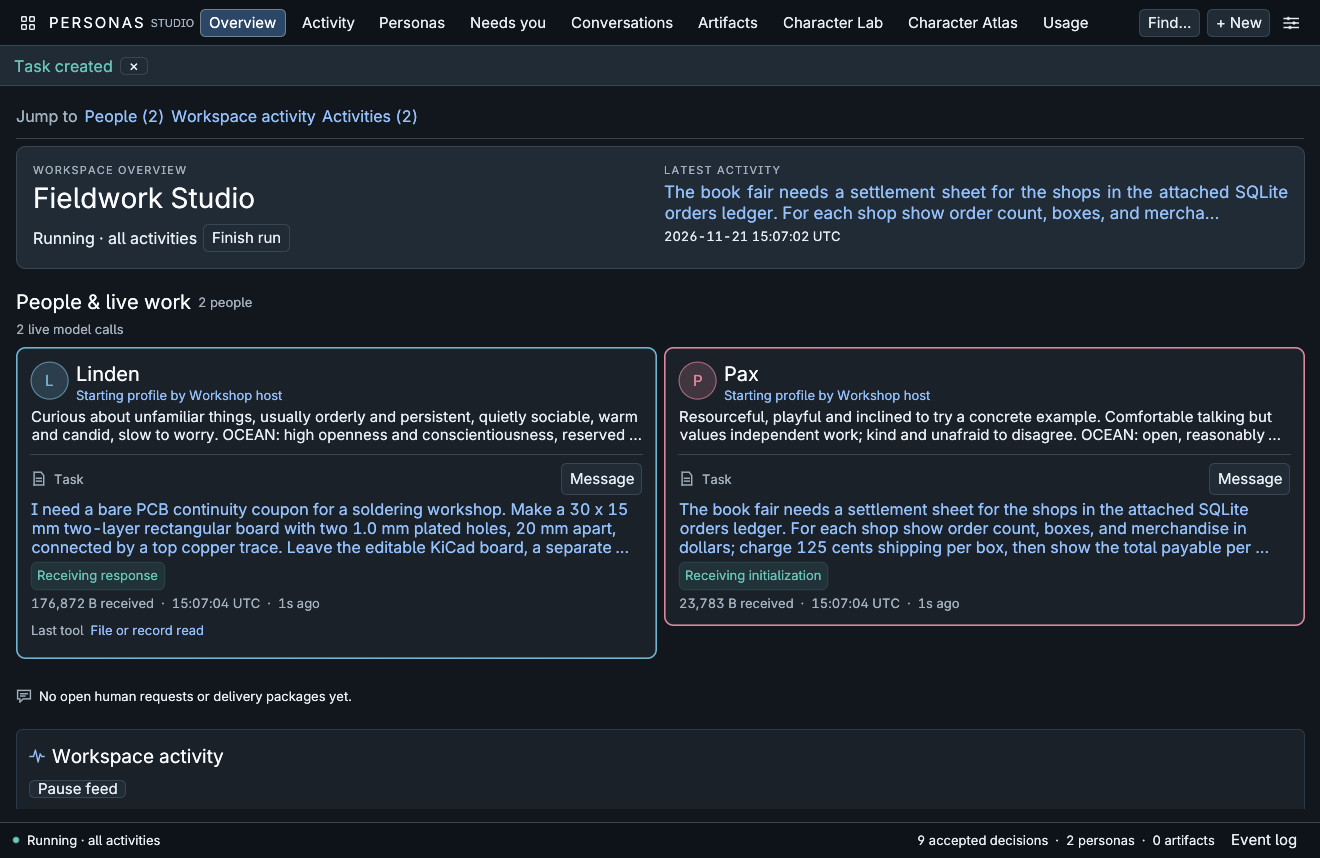 PERSONAS STUDIO Overview Activity Personas Needs you Conversations Artifacts Character Lab Character Atlas Usage Find... + New
Task created ×
Jump to People (2) Workspace activity Activities (2)
WORKSPACE OVERVIEW
Fieldwork Studio
Running · all activities Finish run
LATEST ACTIVITY
The book fair needs a settlement sheet for the shops in the attached SQLite
orders ledger. For each shop show order count, boxes, and mercha...
2026-11-21 15:07:02 UTC
People & live work 2 people
2 live model calls
L Linden
Starting profile by Workshop host
Curious about unfamiliar things, usually orderly and persistent, quietly sociable, warm
and candid, slow to worry. OCEAN: high openness and conscientiousness, reserved ...
Task Message
I need a bare PCB continuity coupon for a soldering workshop. Make a 30 x 15
mm two-layer rectangular board with two 1.0 mm plated holes, 20 mm apart,
connected by a top copper trace. Leave the editable KiCad board, a separate ...
Receiving response
176,872 B received · 15:07:04 UTC · 1s ago
Last tool File or record read
P Pax
Starting profile by Workshop host
Resourceful, playful and inclined to try a concrete example. Comfortable talking but
values independent work; kind and unafraid to disagree. OCEAN: open, reasonably ...
Task Message
The book fair needs a settlement sheet for the shops in the attached SQLite
orders ledger. For each shop show order count, boxes, and merchandise in
dollars; charge 125 cents shipping per box, then show the total payable per ...
Receiving initialization
23,783 B received · 15:07:04 UTC · 1s ago
No open human requests or delivery packages yet.
Workspace activity
Pause feed
Running · all activities 9 accepted decisions · 2 personas · 0 artifacts Event log